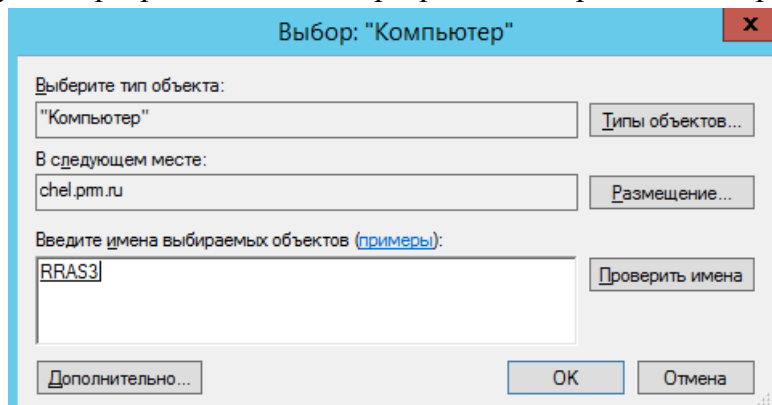 Выбор: "Компьютер"
x
Выберите тип объекта:
"Компьютер"
Типы объектов...
В следующем месте:
chel.prm.ru
Размещение...
Введите имена выбираемых объектов (примеры):
RRAS3
Проверить имена
Дополнительно...
OK
Отмена